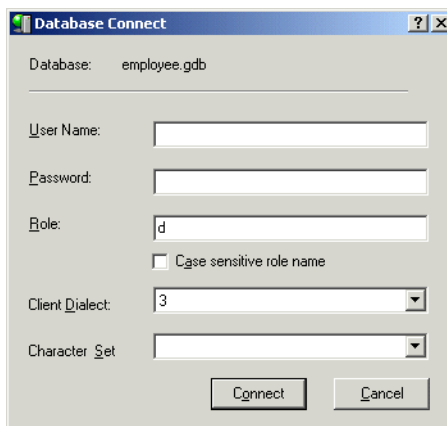 Database Connect
Database: employee.gdb
User Name:
Password:
Role: d
Case sensitive role name
Client Dialect: 3
Character Set
Connect Cancel